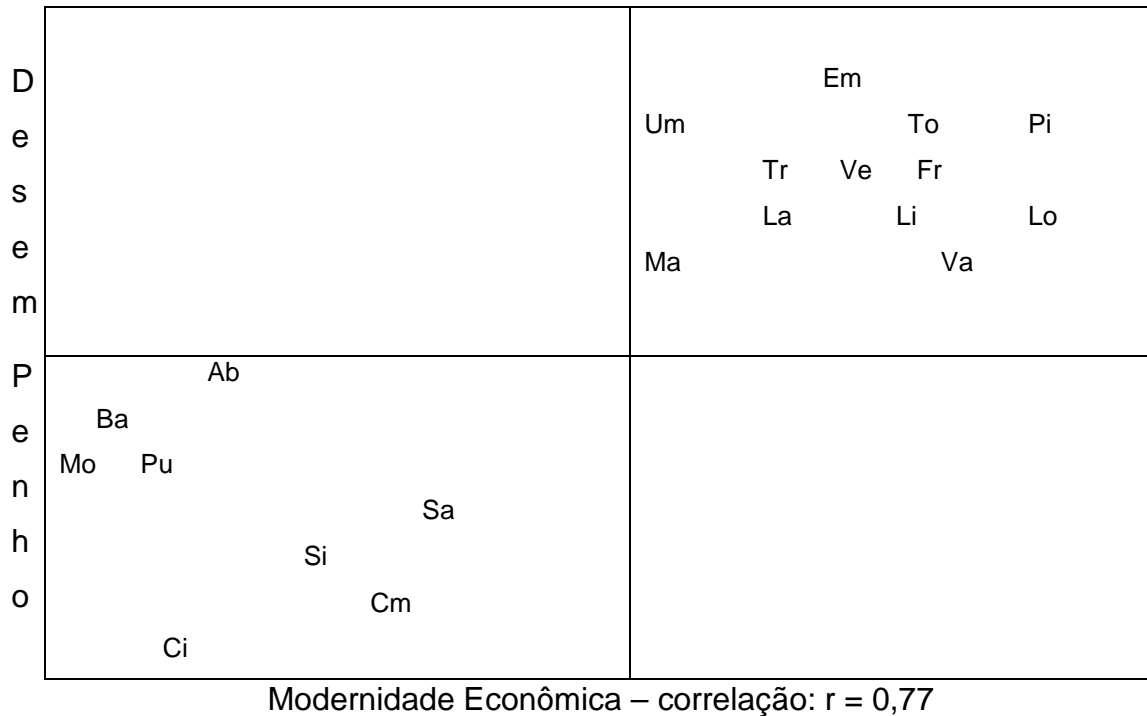 D
e
s
e
m
P
e
n
h
o
Em
Um To Pi
Tr Ve Fr
La Li Lo
Ma Va
Ab
Ba
Mo Pu
Sa
Si
Cm
Ci
Modernidade Econômica – correlação: r = 0,77